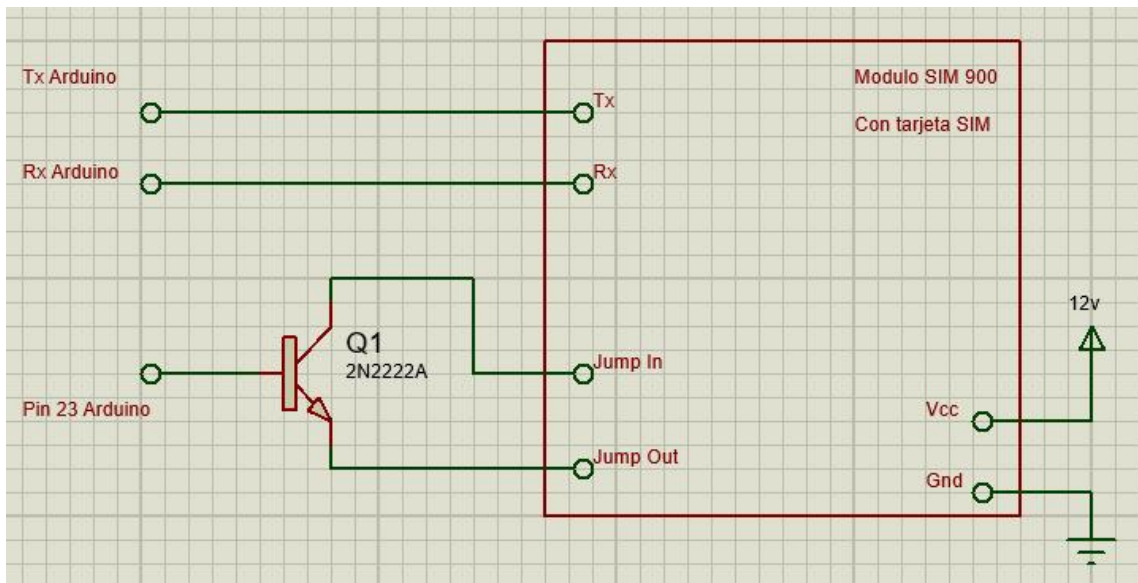 Tx Arduino
Tx
Modulo SIM 900
Con tarjeta SIM
Rx Arduino
Rx
12v
Q1
2N2222A
Jump In
Pin 23 Arduino
Vcc
Jump Out
Gnd